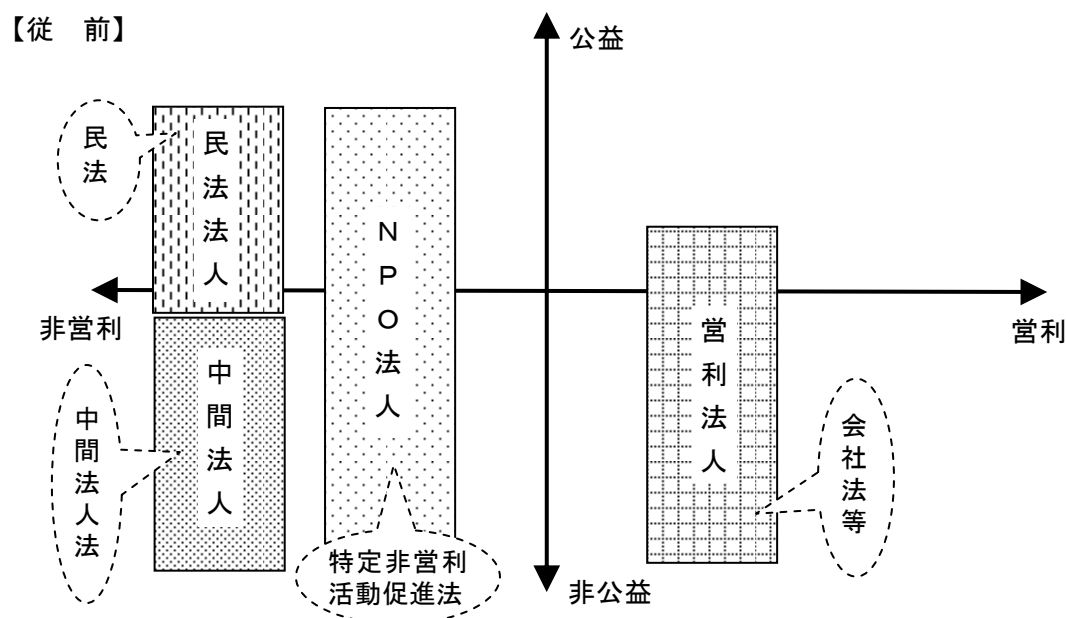 【従　前】
公益
民法
民法法人
NPO法人
非営利
営利
中間法人法
中間法人
営利法人
会社法等
特定非営利
活動促進法
非公益